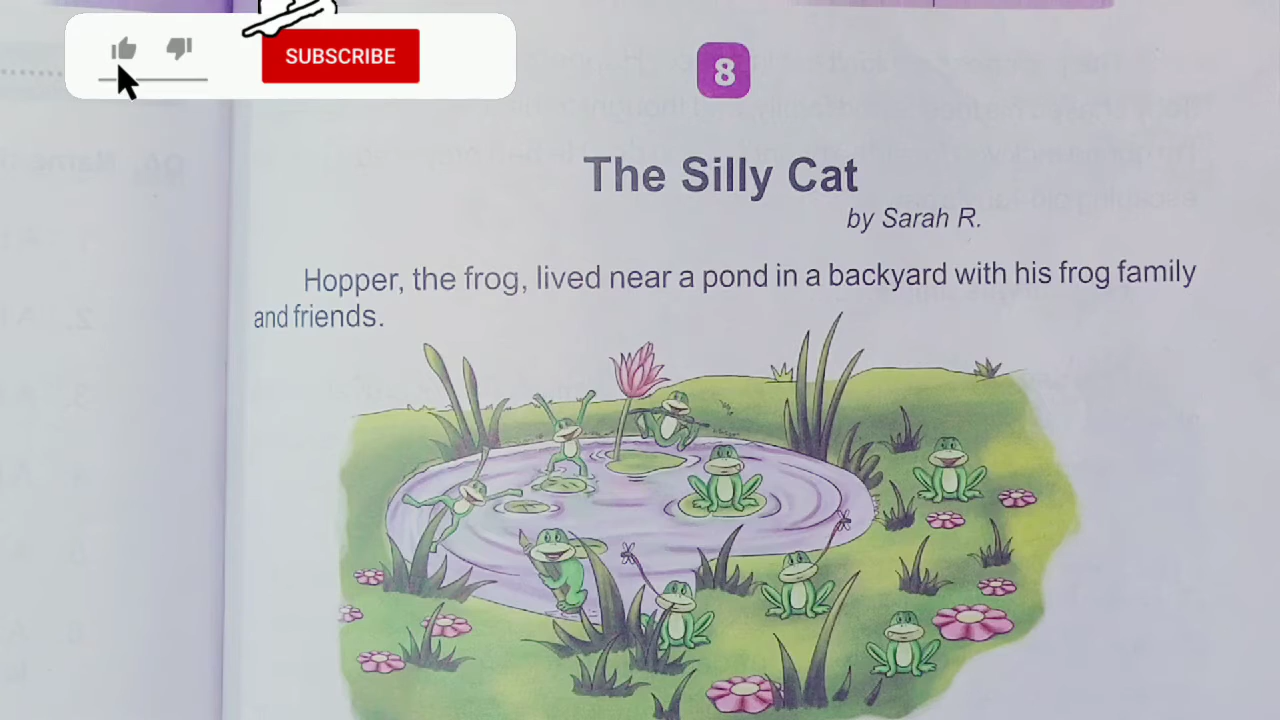 SUBSCRIBE
8
The Silly Cat
by Sarah R.
Hopper, the frog, lived near a pond in a backyard with his frog family
and friends.